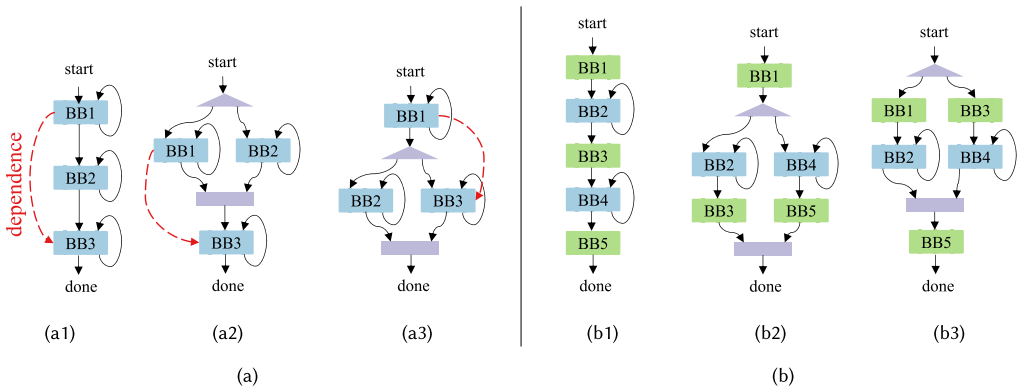 dependence
start
BB1
BB2
BB3
done
(a1)
start
BB1
BB2
BB3
done
(a2)
start
BB1
BB2
BB3
done
(a3)
(a)
start
BB1
BB2
BB3
BB4
BB5
done
(b1)
start
BB1
BB2
BB4
BB3
BB5
done
(b2)
start
BB1
BB3
BB2
BB4
BB5
done
(b3)
(b)